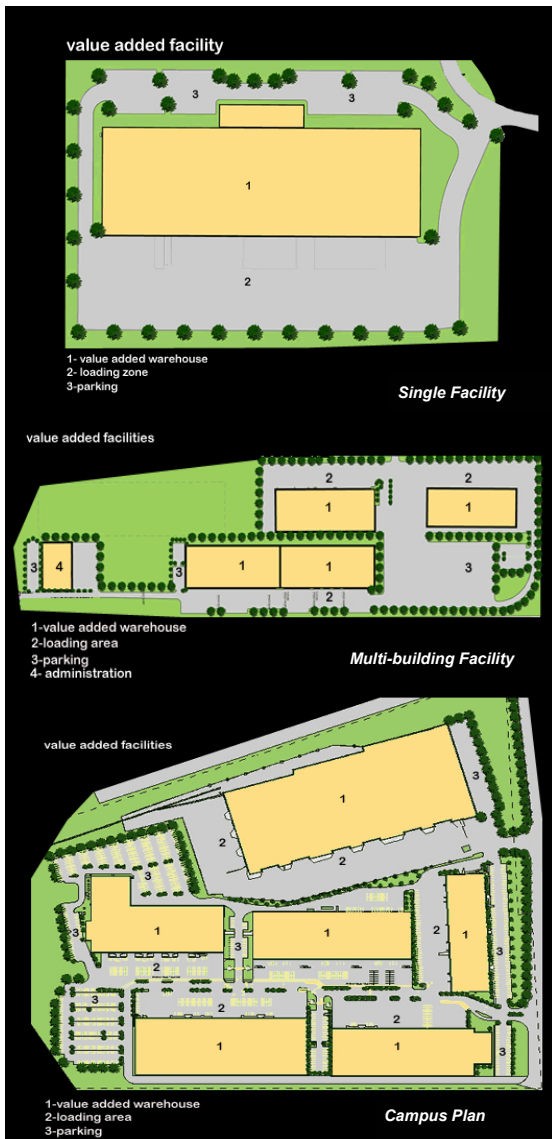 value added facility
3 3
1
2
1- value added warehouse
2- loading zone
3-parking
Single Facility
value added facilities
2 2
1 1
3 4 3 1 1 3
2
1-value added warehouse
2-loading area
3-parking
4- administration
Multi-building Facility
value added facilities
3
1
2
2
3
3 1 3 1 2 1 3
2 2
3
2 2
1 1 3
1-value added warehouse
2-loading area
3-parking
Campus Plan